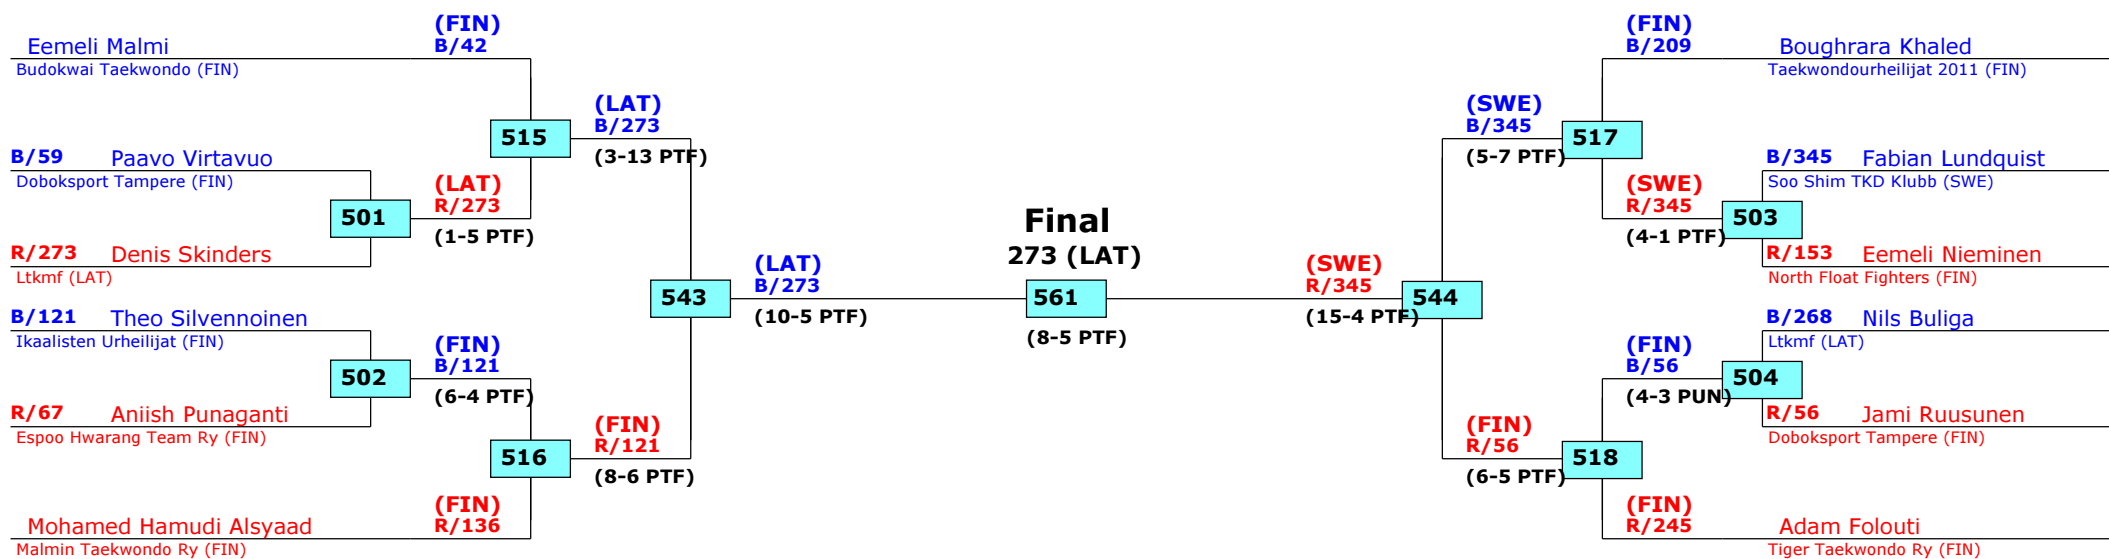 Eemeli Malmi
Budokwai Taekwondo (FIN)
(FIN)
B/42
B/59 Paavo Virtavuo
Doboksport Tampere (FIN)
R/273 Denis Skinders
Ltkmf (LAT)
501
(LAT)
R/273
(1-5 PTF)
515
(LAT)
B/273
(3-13 PTF)
B/121 Theo Silvennoinen
Ikaalisten Urheilijat (FIN)
R/67 Aniish Punaganti
Espoo Hwarang Team Ry (FIN)
502
(FIN)
B/121
(6-4 PTF)
Mohamed Hamudi Alsyaad
Malmin Taekwondo Ry (FIN)
(FIN)
R/136
516
(FIN)
R/121
(8-6 PTF)
543
(LAT)
B/273
(10-5 PTF)
Final
273 (LAT)
561
(8-5 PTF)
(SWE)
R/345
(15-4 PTF)
544
(SWE)
B/345
(5-7 PTF)
517
(FIN)
B/209
Boughrara Khaled
Taekwondourheilijat 2011 (FIN)
(SWE)
R/345
(4-1 PTF)
503
B/345 Fabian Lundquist
Soo Shim TKD Klubb (SWE)
R/153 Eemeli Nieminen
North Float Fighters (FIN)
(FIN)
R/56
(6-5 PTF)
518
(FIN)
B/56
(4-3 PUN)
504
B/268 Nils Buliga
Ltkmf (LAT)
R/56 Jami Ruusunen
Doboksport Tampere (FIN)
(FIN)
R/245
Adam Folouti
Tiger Taekwondo Ry (FIN)